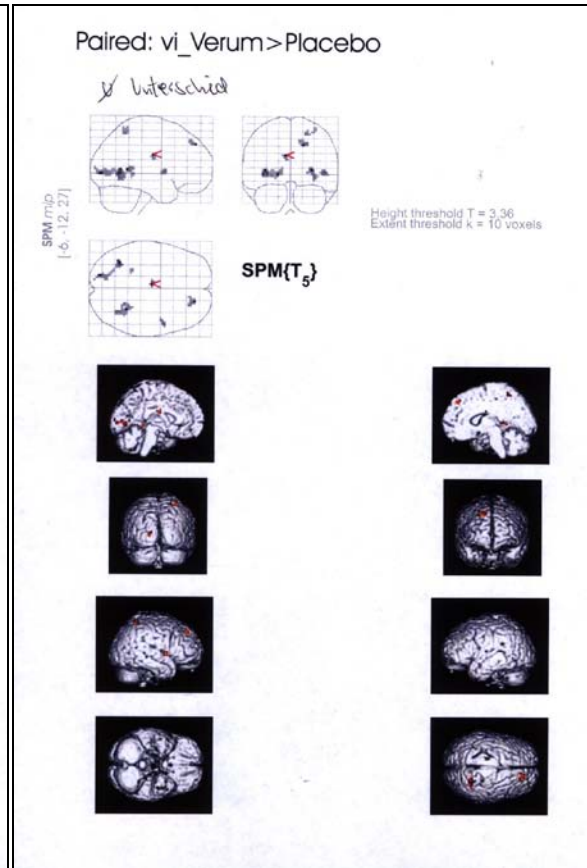 Paired: vi_Verum>Placebo
Unterschied
SPM mip
[-6, -12, 27]
<
<
<
Height threshold T = 3.36
Extent threshold k = 10 voxels
SPM{T5}